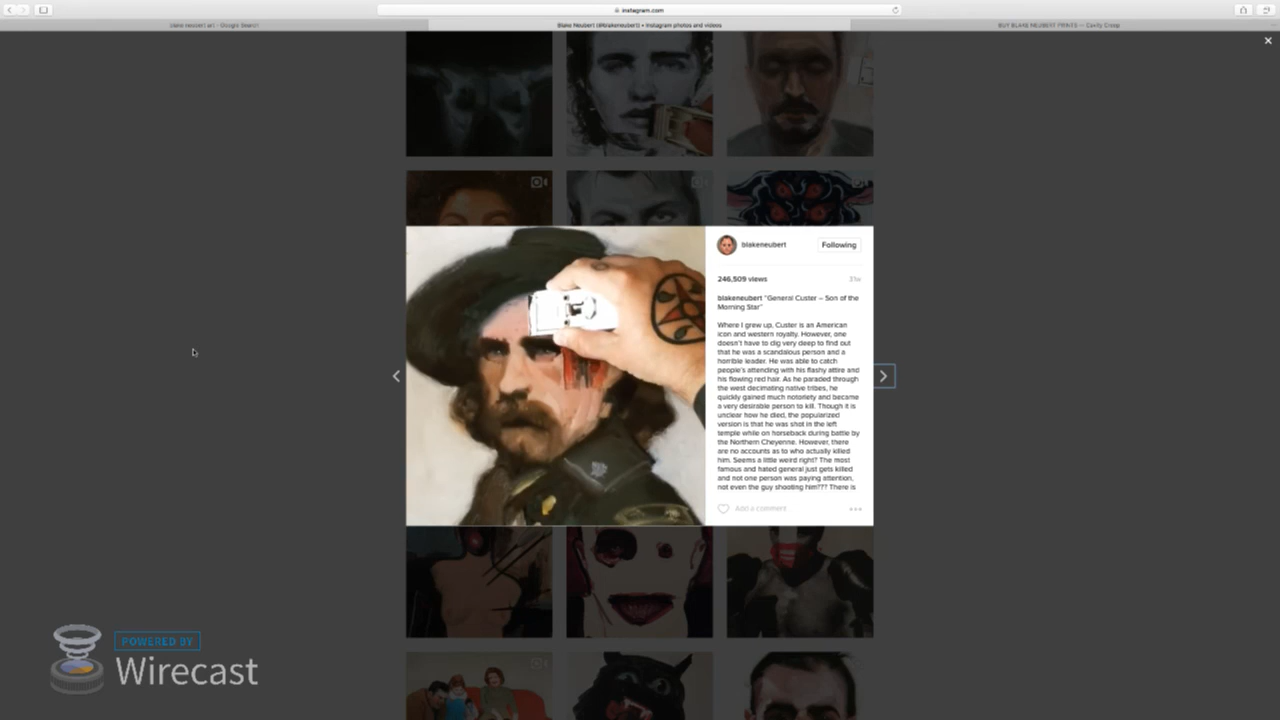 instagram.com
bland neubert art - Google Search
Blake Neubert (@blakeneubert) • Instagram photos and videos
BUY BLAKE NEUBERT PRINTS — Cavity Creep
blakeneubert
Following
246,509 views
31w
blakeneubert "General Custer – Son of the
Morning Star"
Where I grew up, Custer is an American
icon and western royalty. However, one
doesn't have to dig very deep to find out
that he was a scandalous person and a
horrible leader. He was able to catch
people's attending with his flashy attire and
his flowing red hair. As he paraded through
the west decimating native tribes, he
quickly gained much notoriety and became
a very desirable person to kill. Though it is
unclear how he died, the popularized
version is that he was shot in the left
temple while on horseback during battle by
the Northern Cheyenne. However, there
are no accounts as to who actually killed
him. Seems a little weird right? The most
famous and hated general just gets killed
and not one person was paying attention,
not even the guy shooting him??? There is
Add a comment
POWERED BY
Wirecast